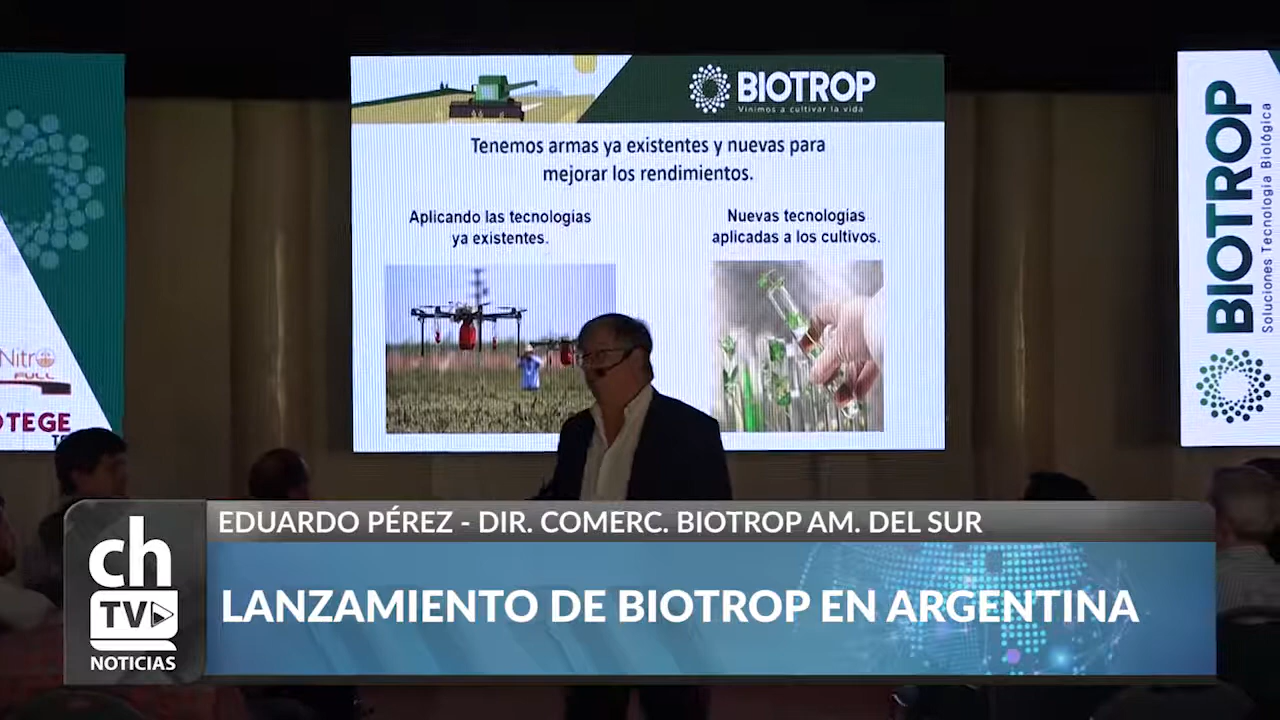 BIOTROP
Vinimos a cultivar la vida
Tenemos armas ya existentes y nuevas para
mejorar los rendimientos.
Aplicando las tecnologías
ya existentes.
Nuevas tecnologías
aplicadas a los cultivos.
Nitro
FULL
OTEGE
TS
BIOTROP
Soluciones Tecnología Biológica
ch
TV
NOTICIAS
EDUARDO PÉREZ - DIR. COMERC. BIOTROP AM. DEL SUR
LANZAMIENTO DE BIOTROP EN ARGENTINA